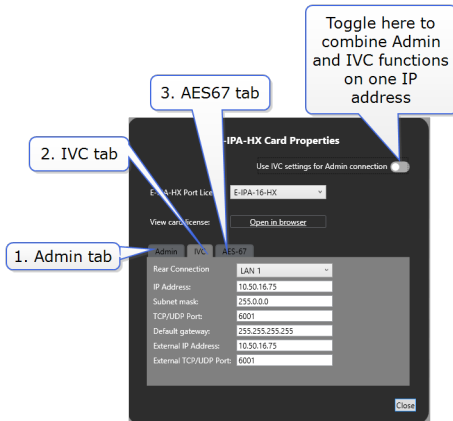 Toggle here to
combine Admin
and IVC functions
on one IP
address
3. AES67 tab
2. IVC tab
1. Admin tab
-IPA-HX Card Properties
Use IVC settings for Admin connection
E-IPA-HX Port Lice E-IPA-16-HX
View card license: Open in browser
Admin IVC AES-67
Rear Connection LAN 1
IP Address: 10.50.16.75
Subnet mask: 255.0.0.0
TCP/UDP Port: 6001
Default gateway: 255.255.255.255
External IP Address: 10.50.16.75
External TCP/UDP Port: 6001
Close